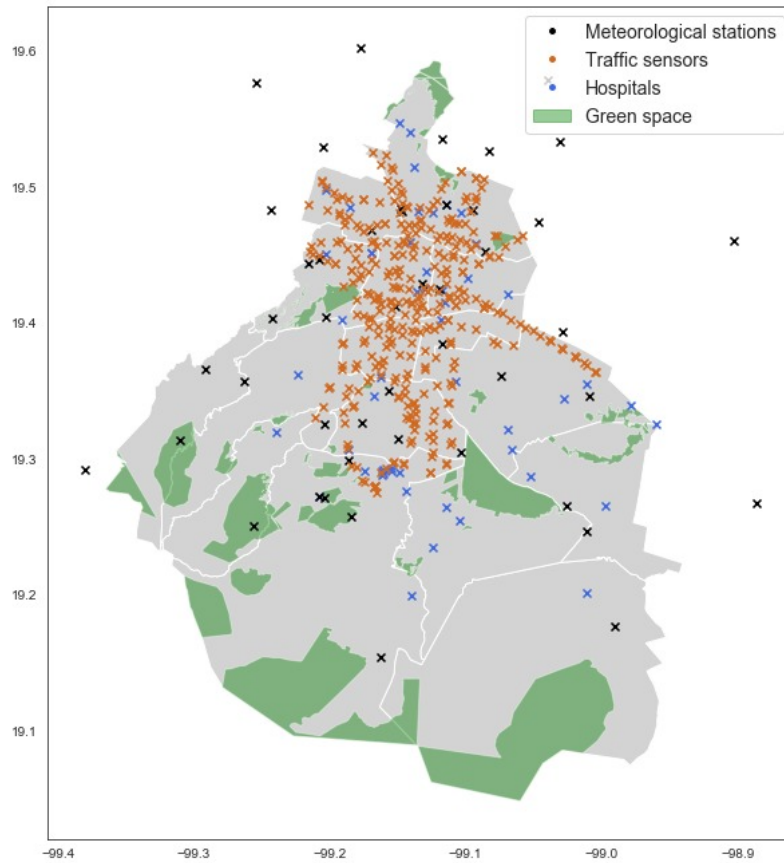 Meteorological stations
Traffic sensors
Hospitals
Green space
19.6
19.5
19.4
19.3
19.2
19.1
−99.4 −99.3 −99.2 −99.1 −99.0 −98.9